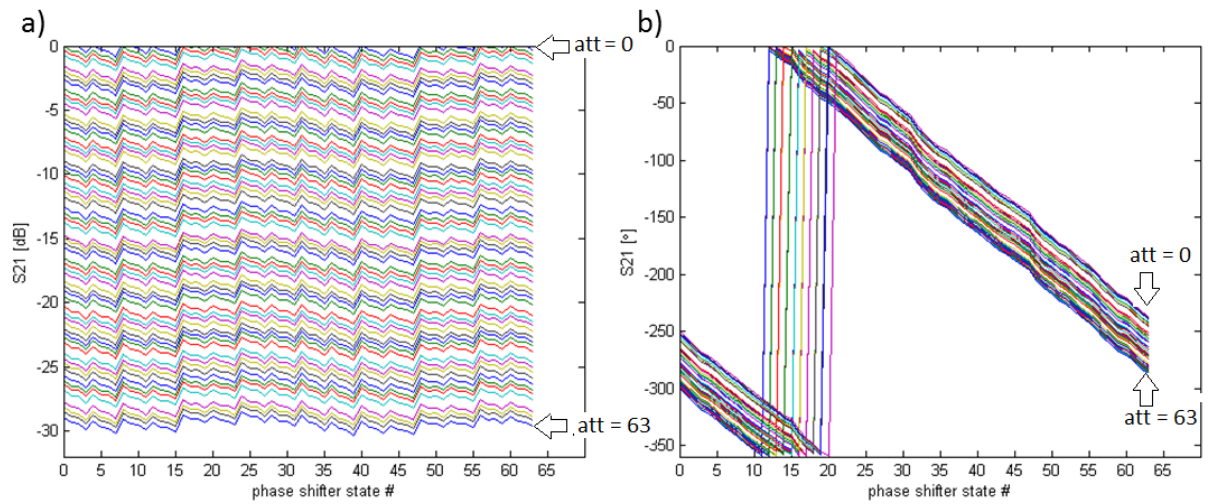 a)
S21 [dB]
0
-5
-10
-15
-20
-25
-30
0 5 10 15 20 25 30 35 40 45 50 55 60 65
phase shifter state #
att = 0
att = 63
b)
S21 [°]
0
-50
-100
-150
-200
-250
-300
-350
0 5 10 15 20 25 30 35 40 45 50 55 60 65
phase shifter state #
att = 0
att = 63